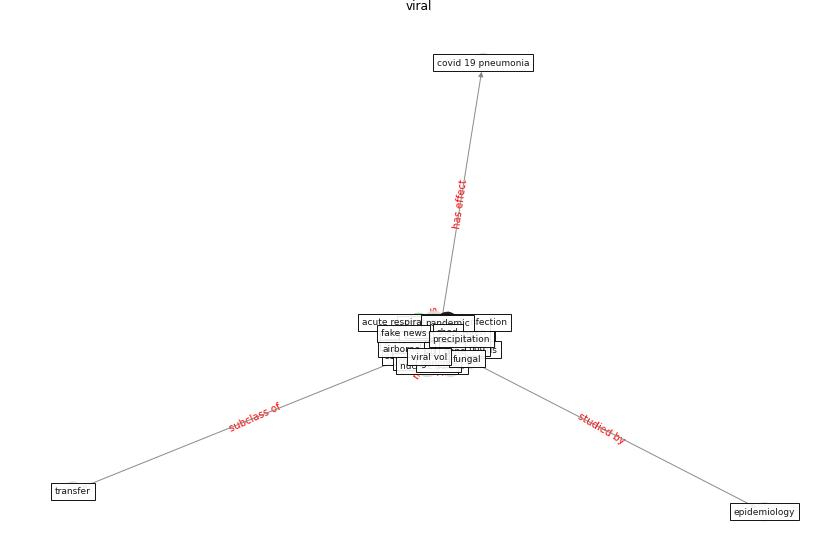 viral
covid 19 pneumonia
has effect
acute respira
pandemic
fection
fake news
precipitation
airborne
viral vol
fungal
subclass of
studied by
transfer
epidemiology